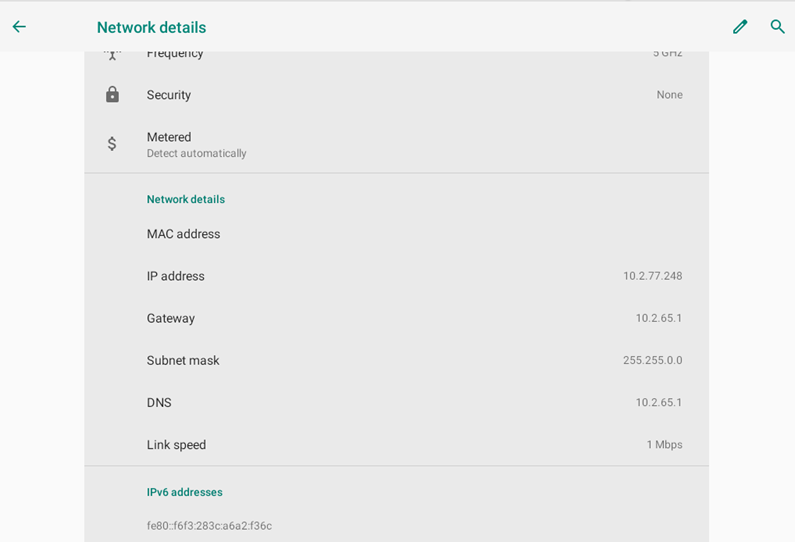 Network details
Frequency 5 GHz
Security None
Metered
Detect automatically
Network details
MAC address
IP address 10.2.77.248
Gateway 10.2.65.1
Subnet mask 255.255.0.0
DNS 10.2.65.1
Link speed 1 Mbps
IPv6 addresses
fe80::f6f3:283c:a6a2:f36c